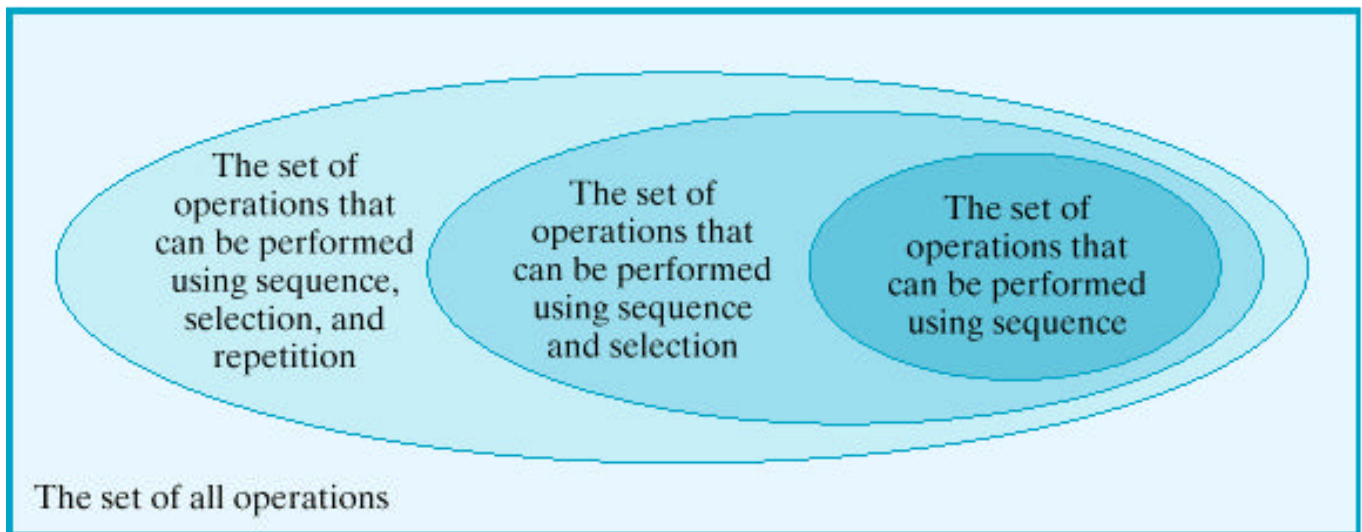 The set of
operations that
can be performed
using sequence,
selection, and
repetition
The set of
operations that
can be performed
using sequence
and selection
The set of
operations that
can be performed
using sequence
The set of all operations